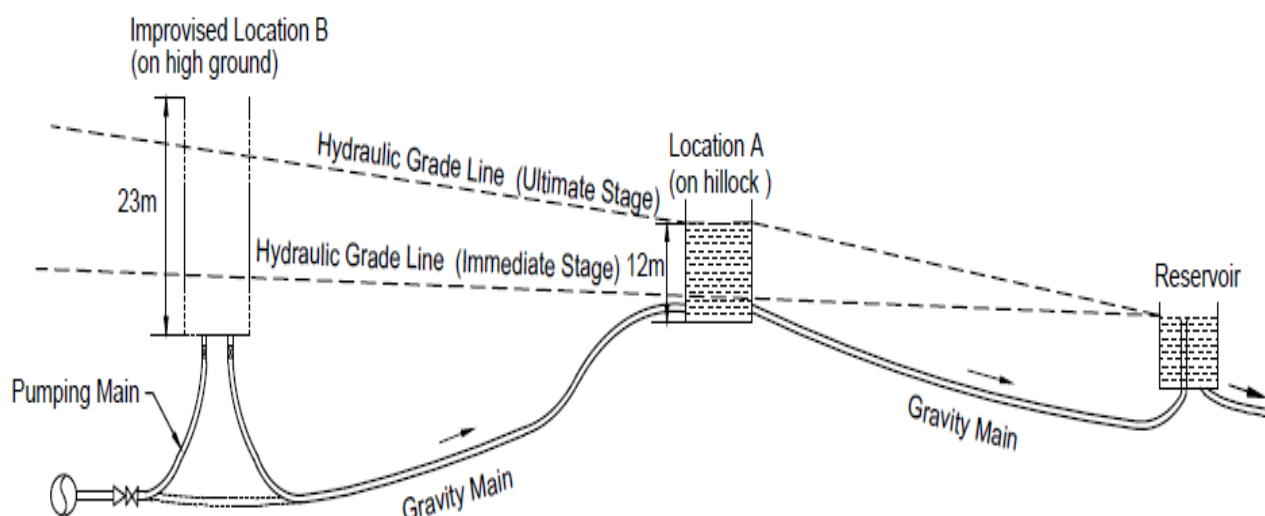 Improvised Location B
(on high ground)
Hydraulic Grade Line (Ultimate Stage)
Location A
(on hillock )
23m
Hydraulic Grade Line (Immediate Stage) 12m
Reservoir
Pumping Main
Gravity Main
Gravity Main